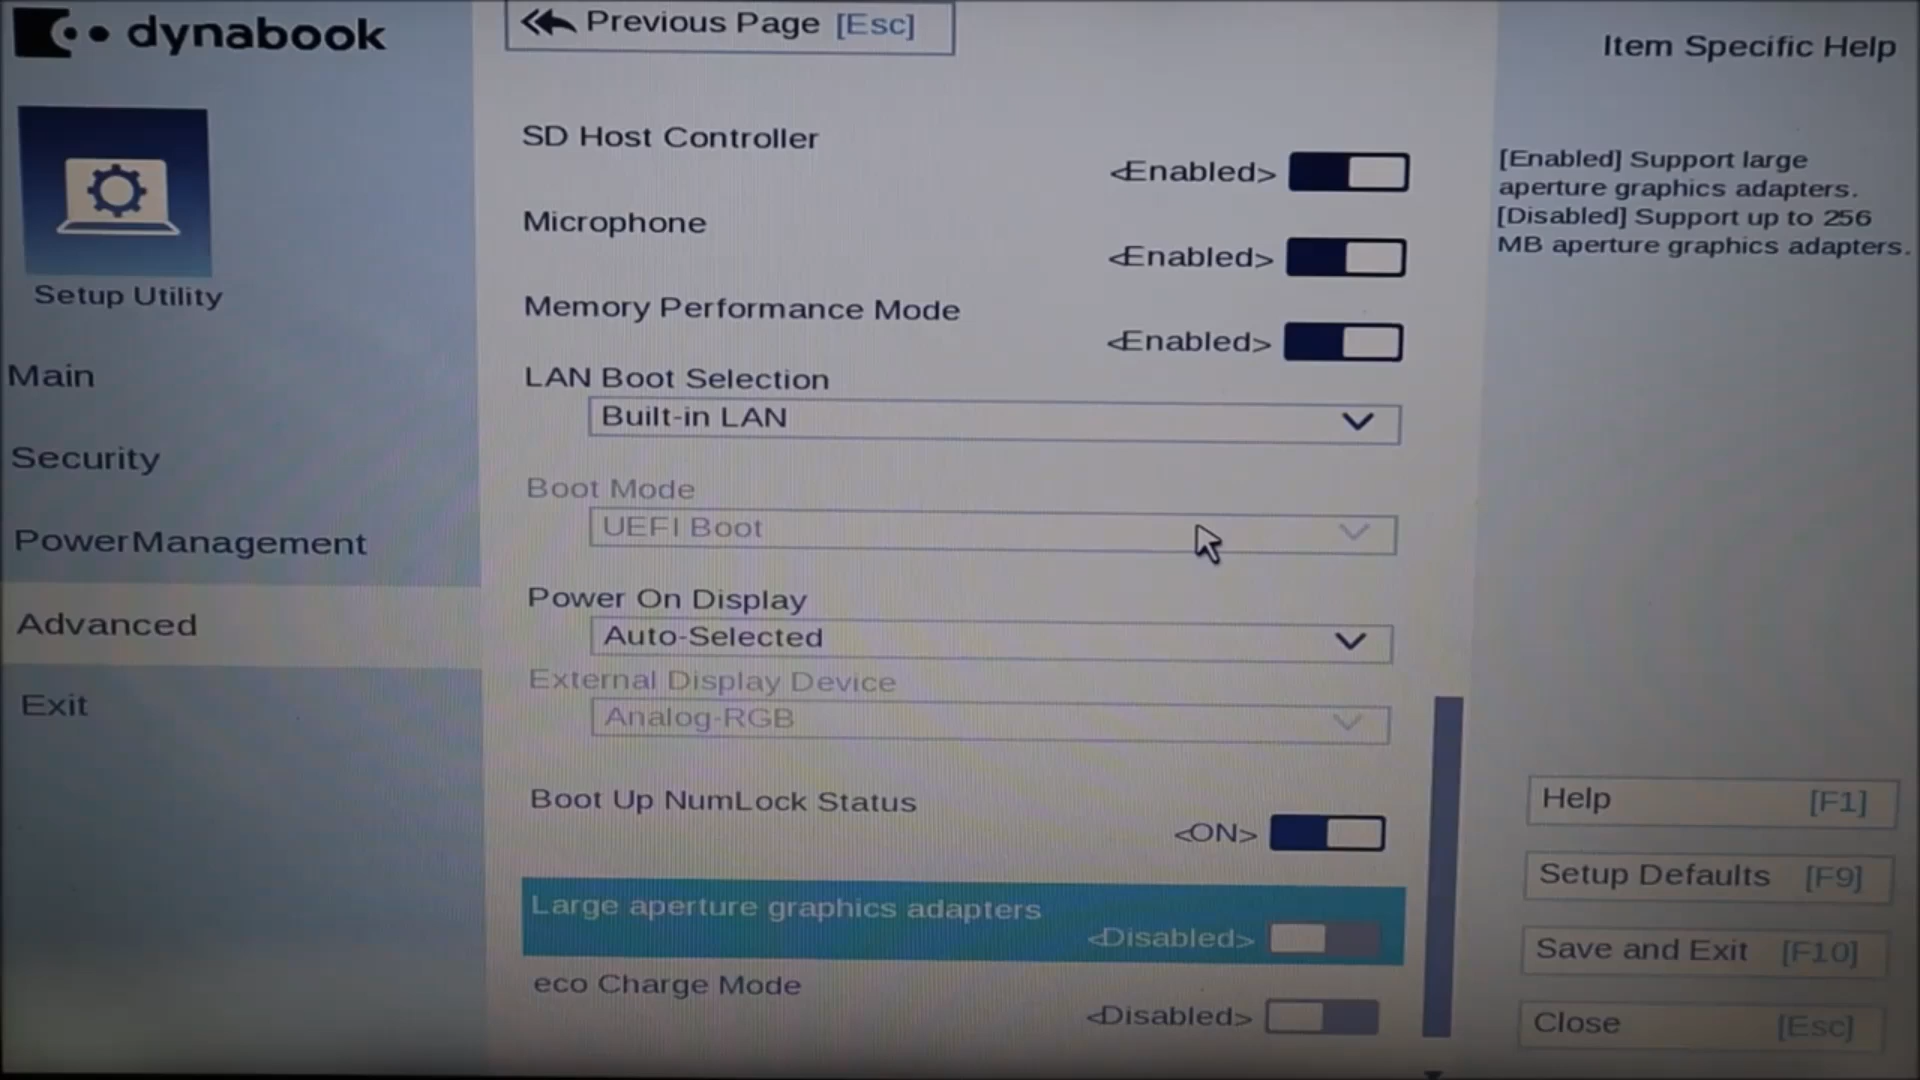 dynabook
Previous Page [Esc]
Item Specific Help
SD Host Controller
<Enabled>
[Enabled] Support large
aperture graphics adapters.
[Disabled] Support up to 256
MB aperture graphics adapters.
Microphone
<Enabled>
Setup Utility
Memory Performance Mode
<Enabled>
Main
LAN Boot Selection
Built-in LAN
Security
Boot Mode
UEFI Boot
PowerManagement
Power On Display
Auto-Selected
Advanced
External Display Device
Analog-RGB
Exit
Boot Up NumLock Status
<ON>
Help [F1]
Setup Defaults [F9]
Large aperture graphics adapters
<Disabled>
Save and Exit [F10]
eco Charge Mode
<Disabled>
Close [Esc]